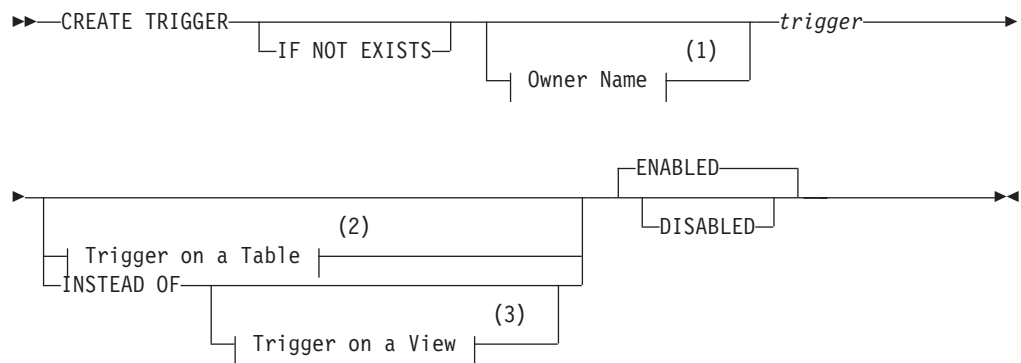 CREATE TRIGGER trigger
IF NOT EXISTS (1)
Owner Name
ENABLED
(2) DISABLED
Trigger on a Table
INSTEAD OF
(3)
Trigger on a View